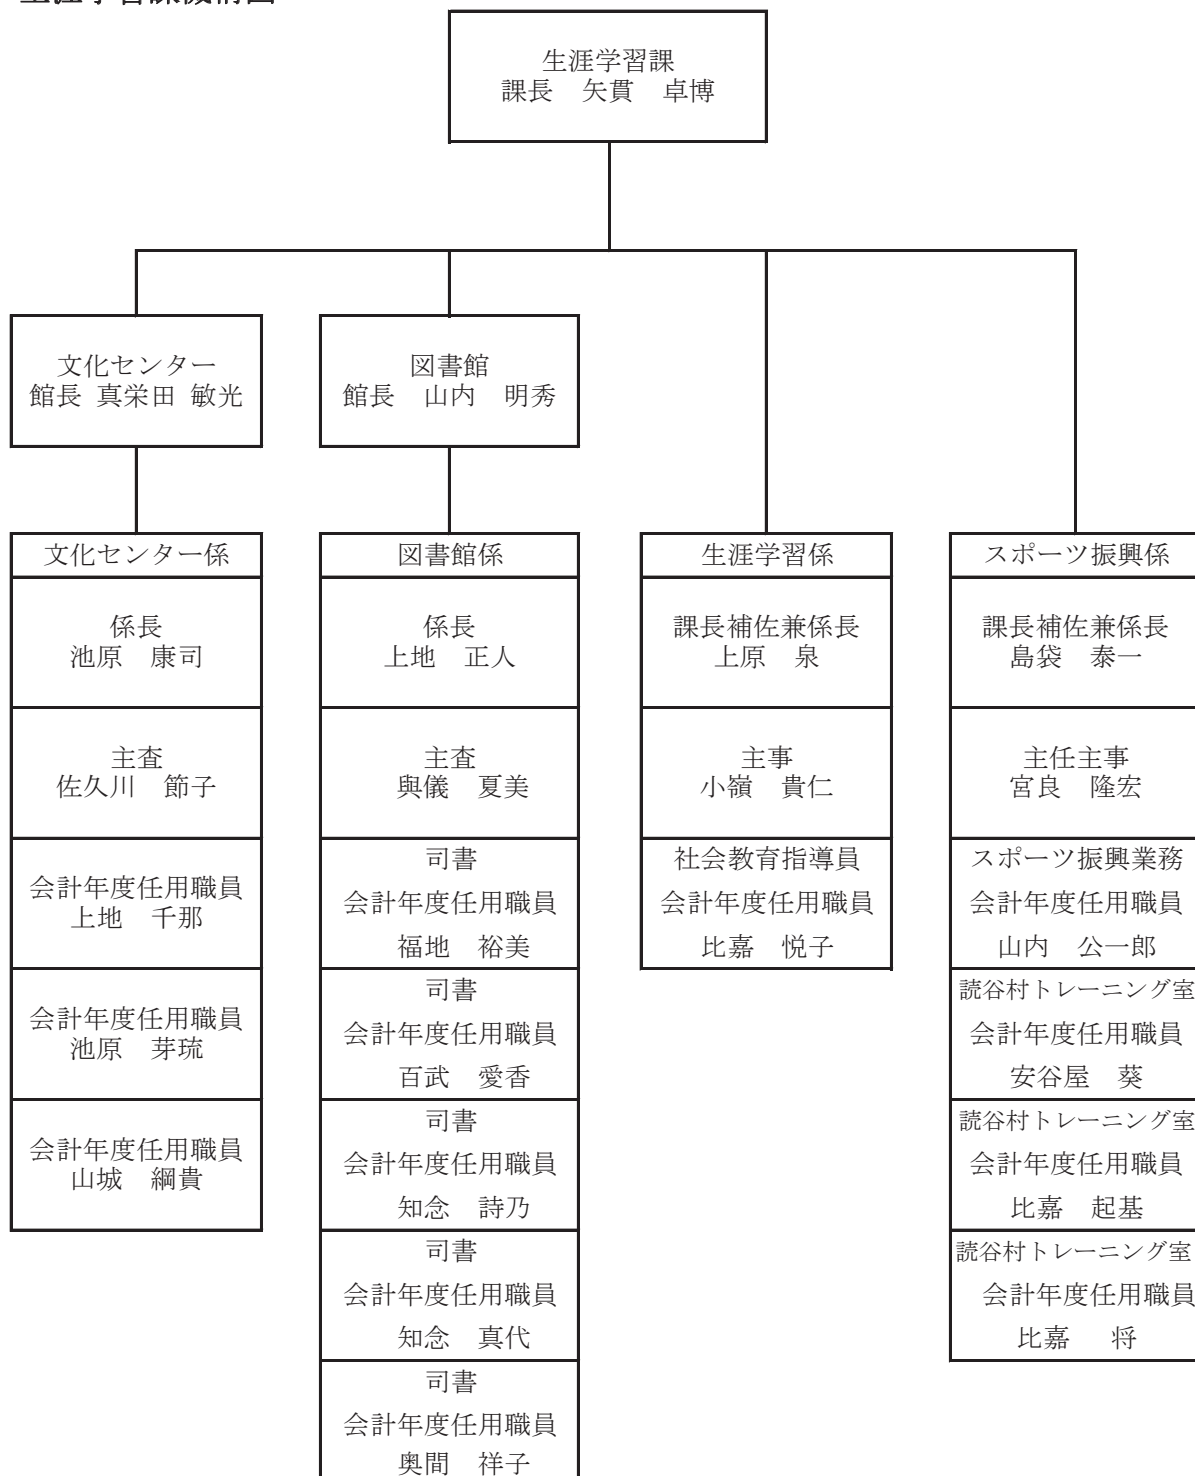 生涯学習課機構図
生涯学習課
課長　矢貫　卓博
文化センター
館長 真栄田 敏光
図書館
館長　山内　明秀
文化センター係
係長
池原　康司
主査
佐久川　節子
会計年度任用職員
上地　千那
会計年度任用職員
池原　芽琉
会計年度任用職員
山城　綱貴
図書館係
係長
上地　正人
主査
與儀　夏美
司書
会計年度任用職員
福地　裕美
司書
会計年度任用職員
百武　愛香
司書
会計年度任用職員
知念　詩乃
司書
会計年度任用職員
知念　真代
司書
会計年度任用職員
奥間　祥子
生涯学習係
課長補佐兼係長
上原　泉
主事
小嶺　貴仁
社会教育指導員
会計年度任用職員
比嘉　悦子
スポーツ振興係
課長補佐兼係長
島袋　泰一
主任主事
宮良　隆宏
スポーツ振興業務
会計年度任用職員
山内　公一郎
読谷村トレーニング室
会計年度任用職員
安谷屋　葵
読谷村トレーニング室
会計年度任用職員
比嘉　起基
読谷村トレーニング室
会計年度任用職員
比嘉　将